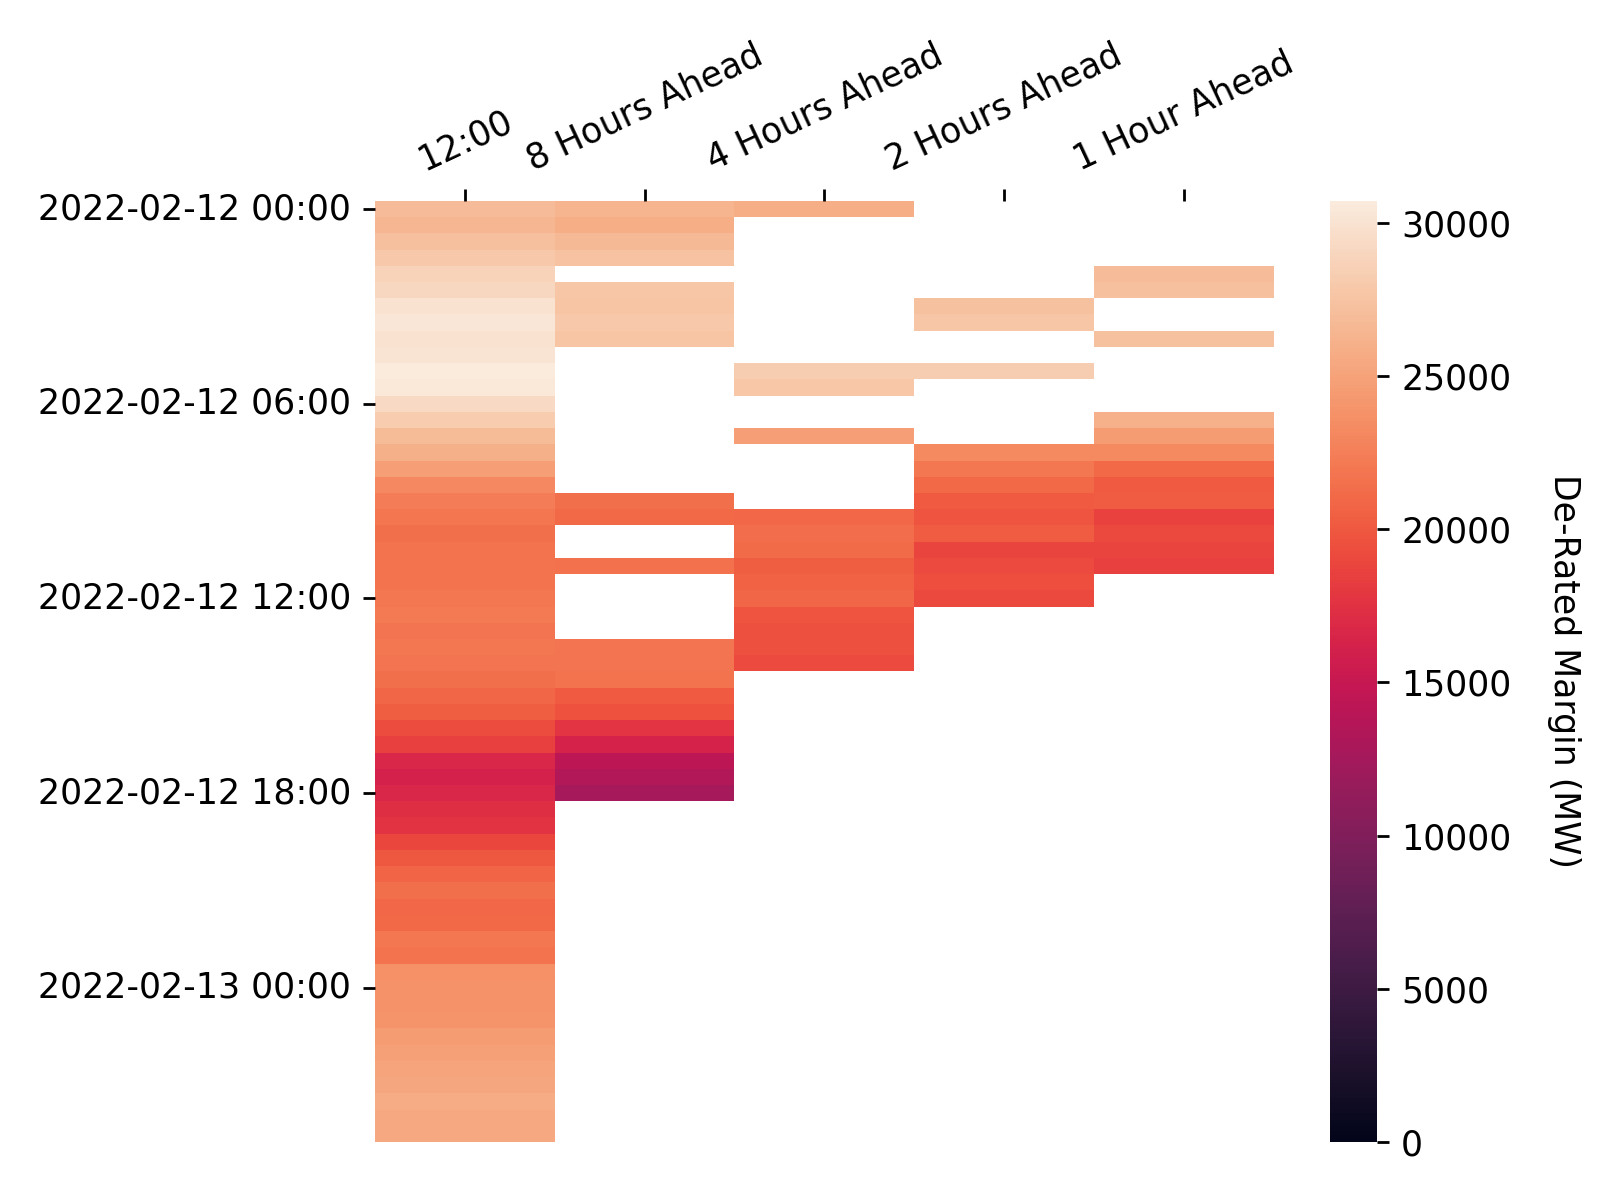 12:00
8 Hours Ahead
4 Hours Ahead
2 Hours Ahead
1 Hour Ahead
2022-02-12 00:00
2022-02-12 06:00
2022-02-12 12:00
2022-02-12 18:00
2022-02-13 00:00
30000
25000
20000
15000
10000
5000
0
De-Rated Margin (MW)